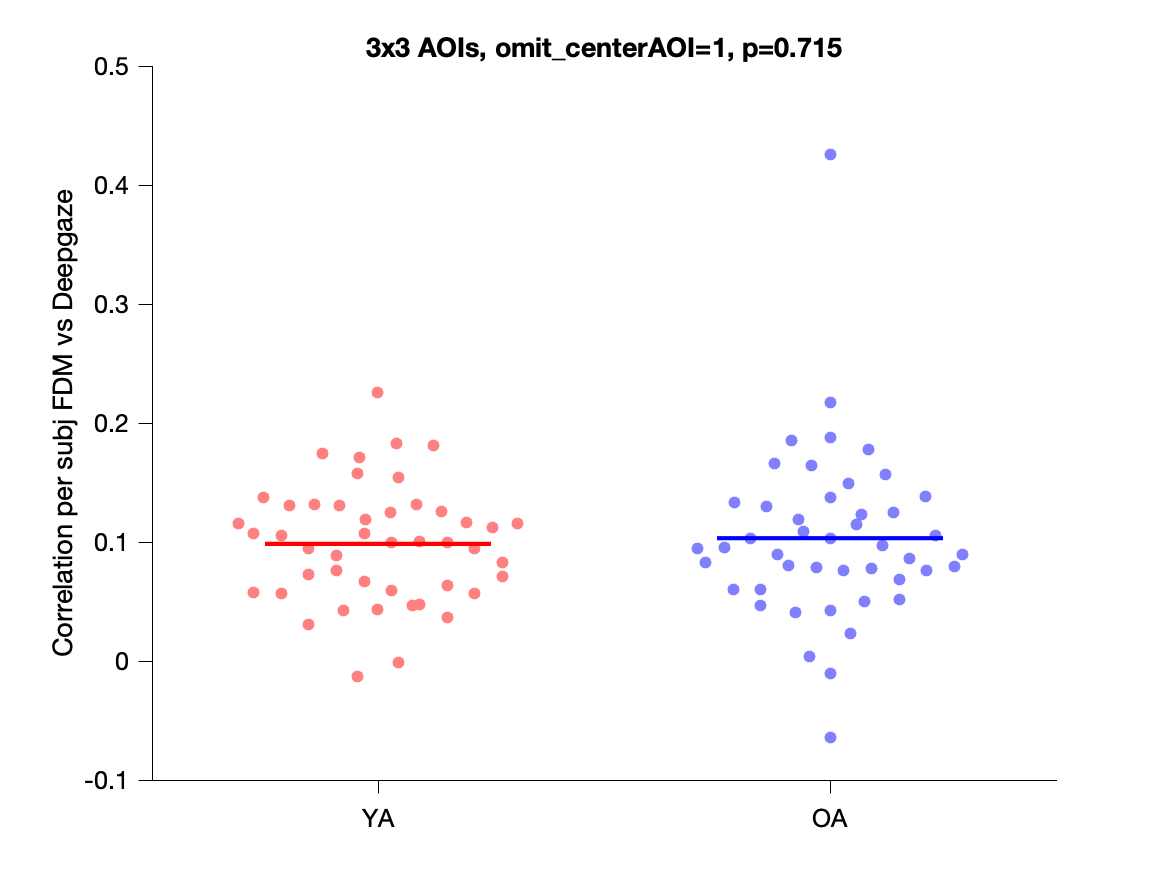 3x3 AOIs, omit_centerAOI=1, p=0.715
Correlation per subj FDM vs Deepgaze
0.5
0.4
0.3
0.2
0.1
0
-0.1
YA
OA